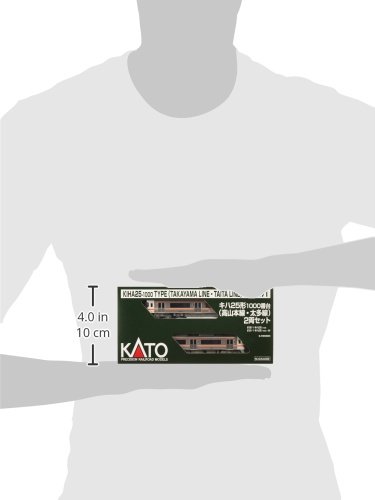 KIHA25-1000 TYPE (TAKAYAMA LINE・TAITA LINE
キハ25形1000番台
(高山本線・太多線)
2両セット
4.0 in
10 cm
KATO
PRECISION RAILROAD MODELS